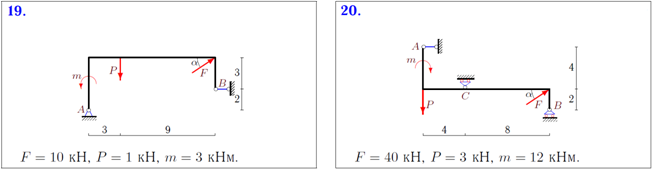 19.
m
P
α
F
3
B
2
A
3
9
F = 10 кН, P = 1 кН, m = 3 кНм.
20.
A
m
4
C
α
F
B
2
P
4
8
F = 40 кН, P = 3 кН, m = 12 кНм.